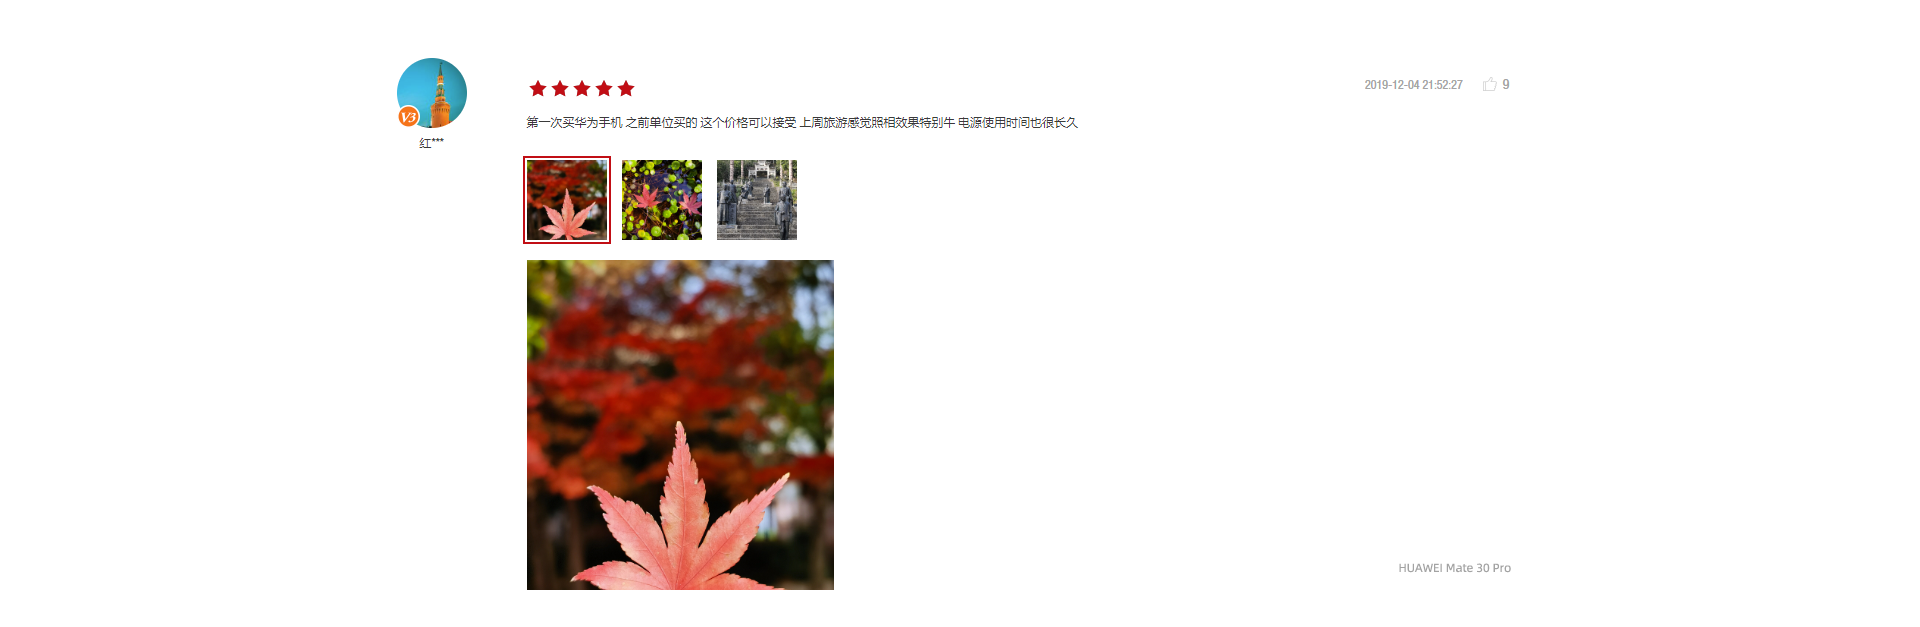 2019-12-04 21:52:27 9
V3
红***
第一次买华为手机 之前单位买的 这个价格可以接受 上周旅游感觉照相效果特别牛 电源使用时间也很长久
HUAWEI Mate 30 Pro